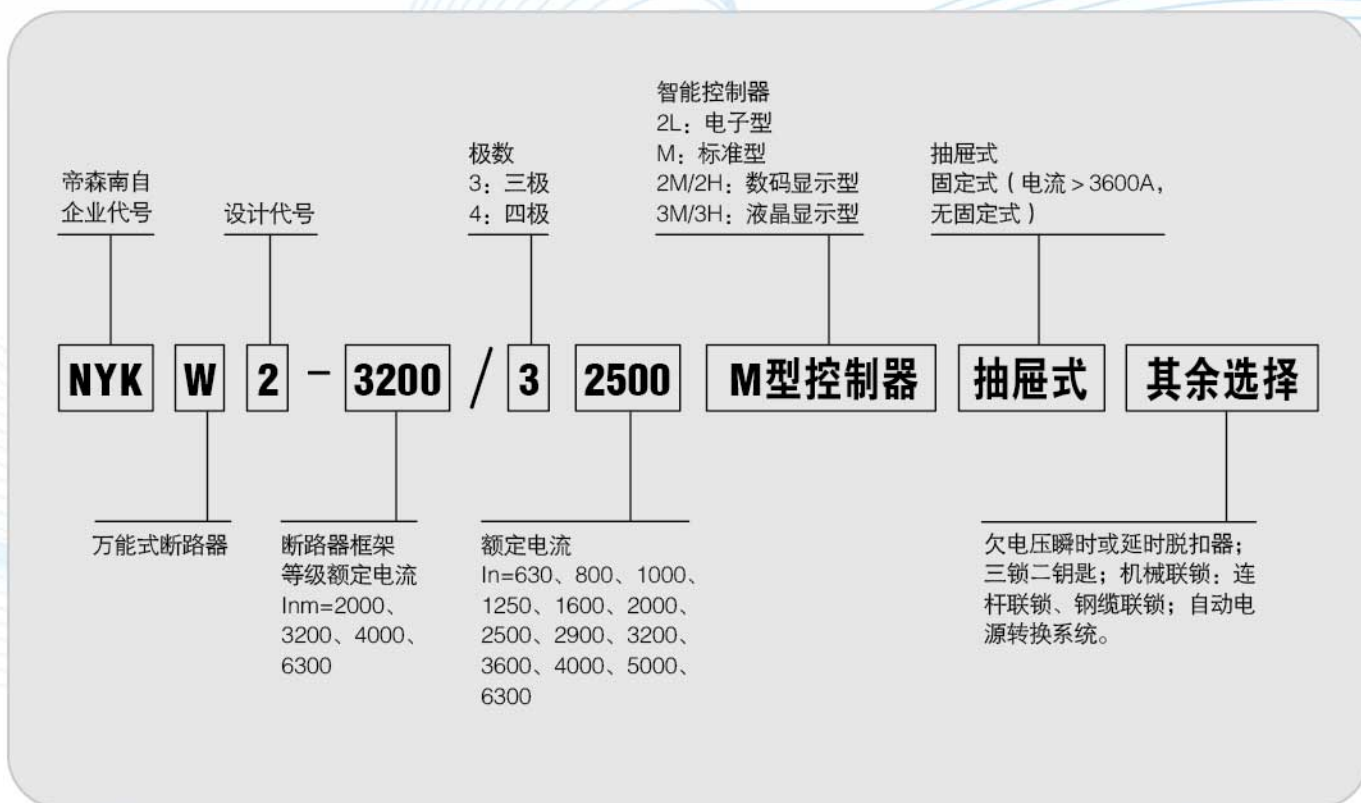 帝森南自
企业代号
设计代号
极数
3：三极
4：四极
智能控制器
2L：电子型
M：标准型
2M/2H：数码显示型
3M/3H：液晶显示型
抽屉式
固定式（电流＞3600A，
无固定式）
NYK W 2 - 3200 / 3 2500 M型控制器 抽屉式 其余选择
万能式断路器
断路器框架
等级额定电流
Inm=2000、
3200、4000、
6300
额定电流
In=630、800、1000、
1250、1600、2000、
2500、2900、3200、
3600、4000、5000、
6300
欠电压瞬时或延时脱扣器；
三锁二钥匙；机械联锁：连
杆联锁、钢缆联锁；自动电
源转换系统。